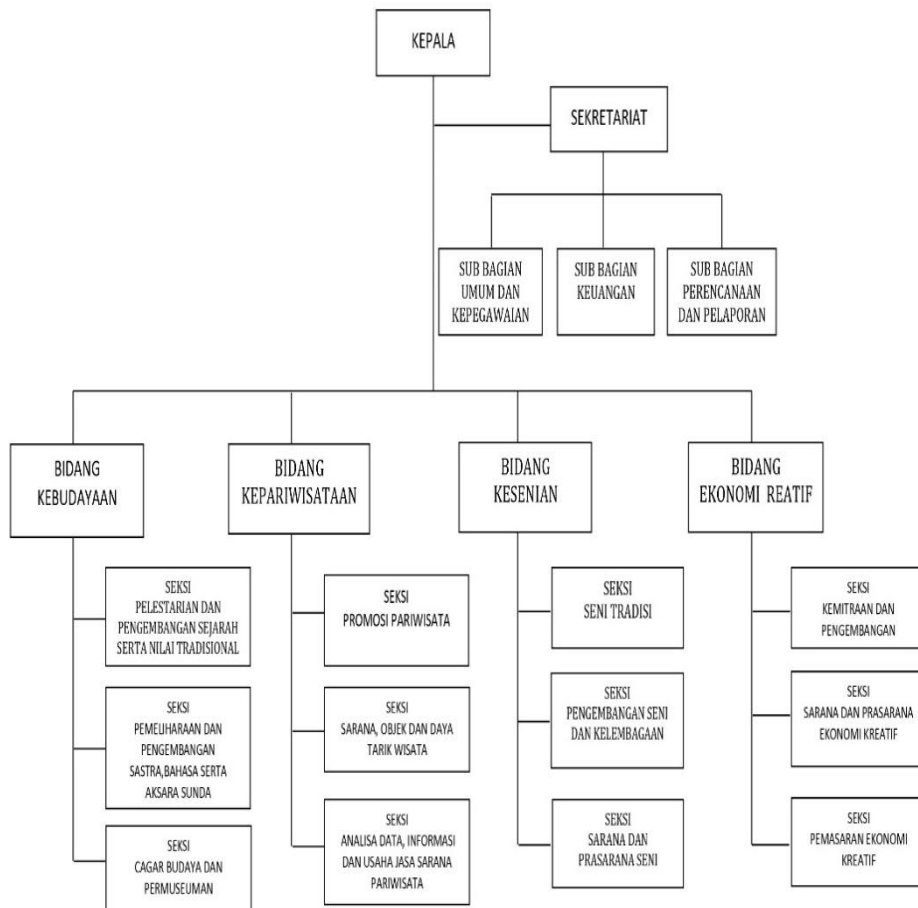 KEPALA
SEKRETARIAT
SUB BAGIAN
UMUM DAN
KEPEGAWAIAN
SUB BAGIAN
KEUANGAN
SUB BAGIAN
PERENCANAAN
DAN PELAPORAN
BIDANG
KEBUDAYAAN
BIDANG
KEPARIWISATAAN
BIDANG
KESENIAN
BIDANG
EKONOMI REATIF
SEKSI
PELESTARIAN DAN
PENGEMBANGAN SEJARAH
SERTA NILAI TRADISIONAL
SEKSI
PROMOSI PARIWISATA
SEKSI
SENI TRADISI
SEKSI
KEMITRAAN DAN
PENGEMBANGAN
SEKSI
PEMELIHARAAN DAN
PENGEMBANGAN
SASTRA,BAHASA SERTA
AKSARA SUNDA
SEKSI
SARANA, OBJEK DAN DAYA
TARIK WISATA
SEKSI
PENGEMBANGAN SENI
DAN KELEMBAGAAN
SEKSI
SARANA DAN PRASARANA
EKONOMI KREATIF
SEKSI
CAGAR BUDAYA DAN
PERMUSEUMAN
SEKSI
ANALISA DATA, INFORMASI
DAN USAHA JASA SARANA
PARIWISATA
SEKSI
SARANA DAN
PRASARANA SENI
SEKSI
PEMASARAN EKONOMI
KREATIF